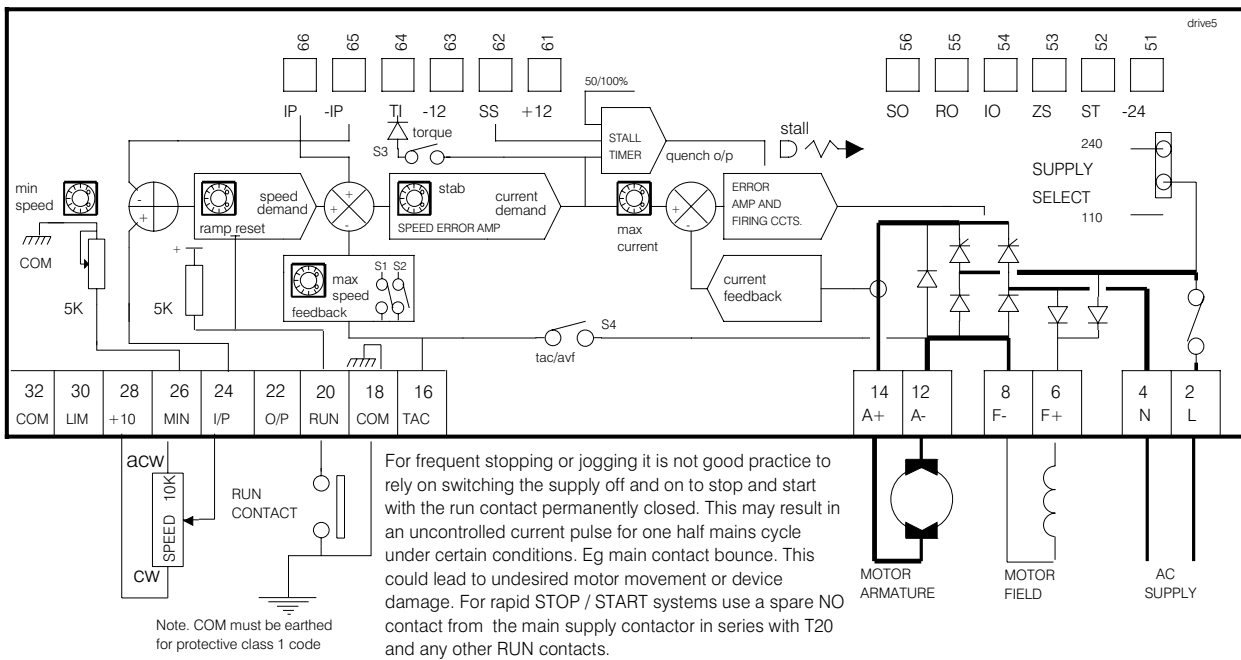 drive5
66 65 64 63 62 61
56 55 54 53 52 51
50/100%
IP -IP TI -12 SS +12
SO RO IO ZS ST -24
torque
S3
STALL
TIMER
stall
quench o/p
240
SUPPLY
SELECT
110
min
speed
COM
5K
-
+
ramp reset
speed
demand
+
5K
+
+
-
stab
current
demand
SPEED ERROR AMP
max
current
+
-
ERROR
AMP AND
FIRING CCTS.
max
speed
feedback
S1 S2
current
feedback
S4
tac/avf
32 30 28 26 24 22 20 18 16
COM LIM +10 MIN I/P O/P RUN COM TAC
14 12 8 6 4 2
A+ A- F- F+ N L
acw
SPEED 10K
cw
RUN
CONTACT
Note. COM must be earthed
for protective class 1 code
For frequent stopping or jogging it is not good practice to
rely on switching the supply off and on to stop and start
with the run contact permanently closed. This may result in
an uncontrolled current pulse for one half mains cycle
under certain conditions. Eg main contact bounce. This
could lead to undesired motor movement or device
damage. For rapid STOP / START systems use a spare NO
contact from the main supply contactor in series with T20
and any other RUN contacts.
MOTOR
ARMATURE
MOTOR
FIELD
AC
SUPPLY